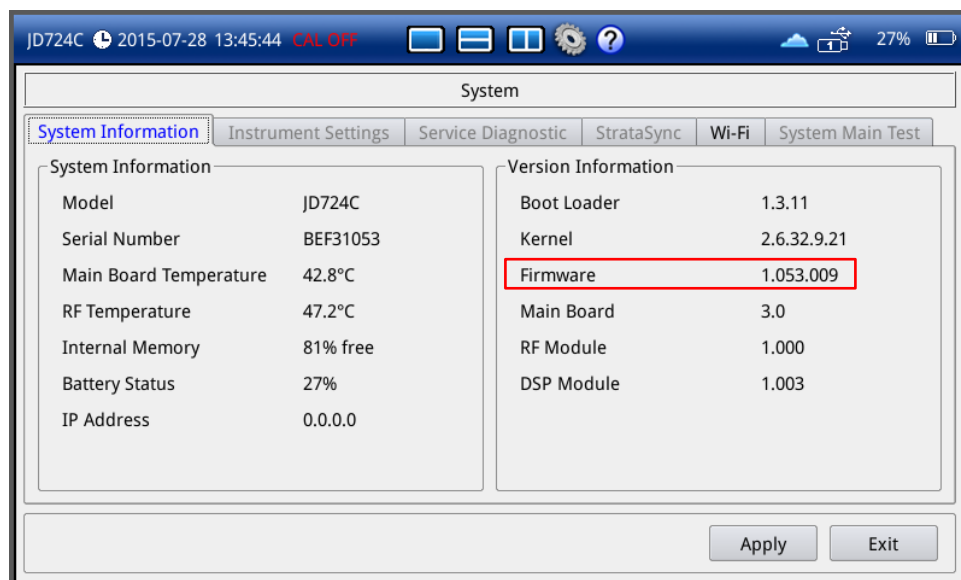 JD724C 2015-07-28 13:45:44 CAL OFF ? 1 27%
System
System Information Instrument Settings Service Diagnostic StrataSync Wi-Fi System Main Test
System Information
Model JD724C
Serial Number BEF31053
Main Board Temperature 42.8°C
RF Temperature 47.2°C
Internal Memory 81% free
Battery Status 27%
IP Address 0.0.0.0
Version Information
Boot Loader 1.3.11
Kernel 2.6.32.9.21
Firmware 1.053.009
Main Board 3.0
RF Module 1.000
DSP Module 1.003
Apply Exit